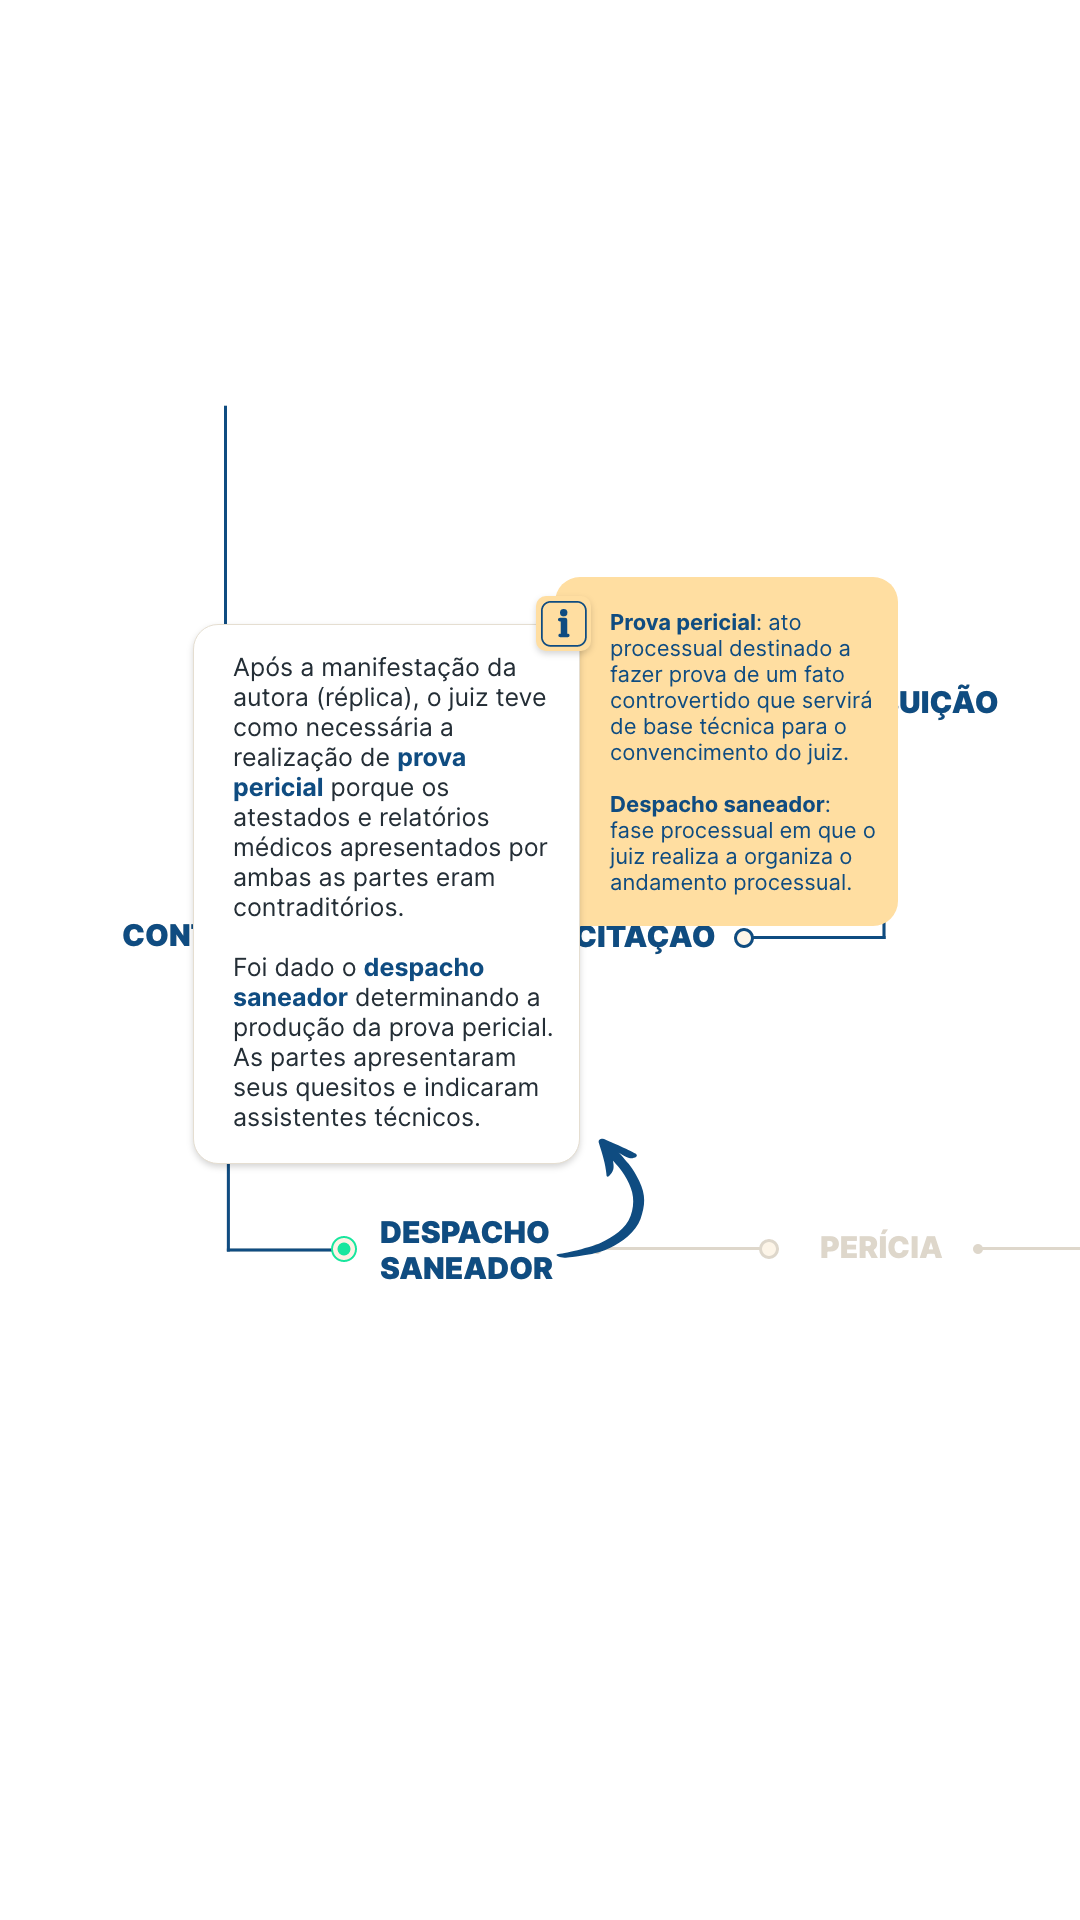 Após a manifestação da
autora (réplica), o juiz teve
como necessária a
realização de prova
pericial porque os
atestados e relatórios
médicos apresentados por
ambas as partes eram
contraditórios.
Foi dado o despacho
saneador determinando a
produção da prova pericial.
As partes apresentaram
seus quesitos e indicaram
assistentes técnicos.
i
Prova pericial: ato
processual destinado a
fazer prova de um fato
controvertido que servirá
de base técnica para o
convencimento do juiz.
Despacho saneador:
fase processual em que o
juiz realiza a organiza o
andamento processual.
UIÇÃO
CON
CITAÇÃO
DESPACHO
SANEADOR
PERÍCIA